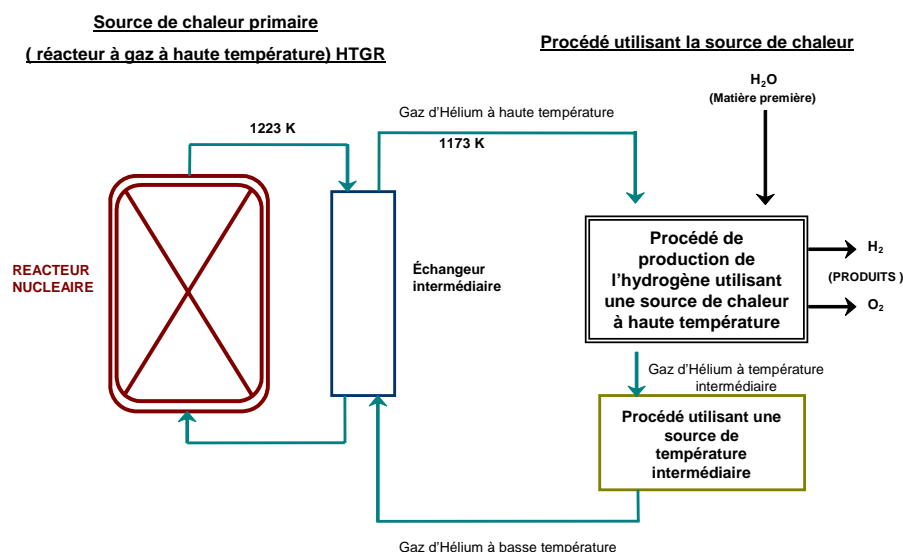 Source de chaleur primaire
( réacteur à gaz à haute température) HTGR
Procédé utilisant la source de chaleur
H2O
(Matière première)
Gaz d'Hélium à haute température
1223 K
1173 K
REACTEUR
NUCLEAIRE
Échangeur
intermédiaire
Procédé de
production de
l'hydrogène utilisant
une source de chaleur
à haute température
H2
(PRODUITS )
O2
Gaz d'Hélium à température
intermédiaire
Procédé utilisant une
source de
température
intermédiaire
Gaz d'Hélium à basse température